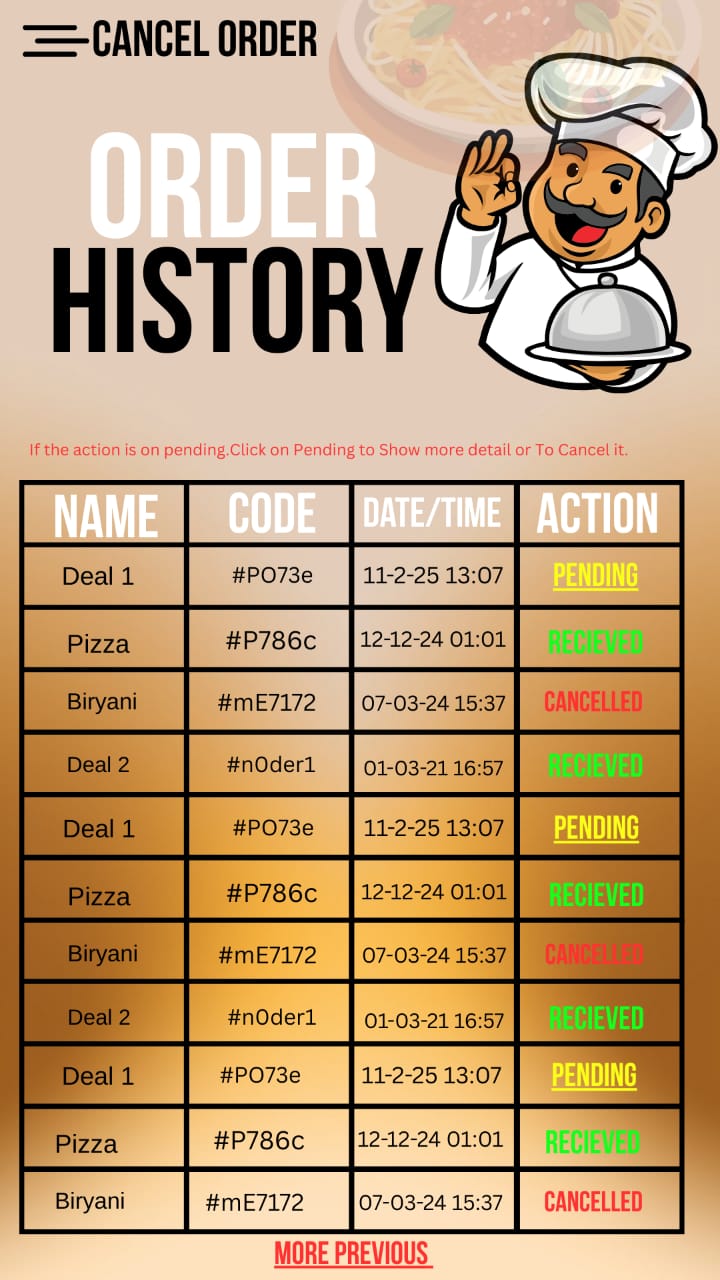 CANCEL ORDER
ORDER
HISTORY
If the action is on pending.Click on Pending to Show more detail or To Cancel it.
NAME CODE DATE/TIME ACTION
Deal 1 #PO73e 11-2-25 13:07 PENDING
Pizza #P786c 12-12-24 01:01 RECIEVED
Biryani #mE7172 07-03-24 15:37 CANCELLED
Deal 2 #n0der1 01-03-21 16:57 RECIEVED
Deal 1 #PO73e 11-2-25 13:07 PENDING
Pizza #P786c 12-12-24 01:01 RECIEVED
Biryani #mE7172 07-03-24 15:37 CANCELLED
Deal 2 #n0der1 01-03-21 16:57 RECIEVED
Deal 1 #PO73e 11-2-25 13:07 PENDING
Pizza #P786c 12-12-24 01:01 RECIEVED
Biryani #mE7172 07-03-24 15:37 CANCELLED
MORE PREVIOUS